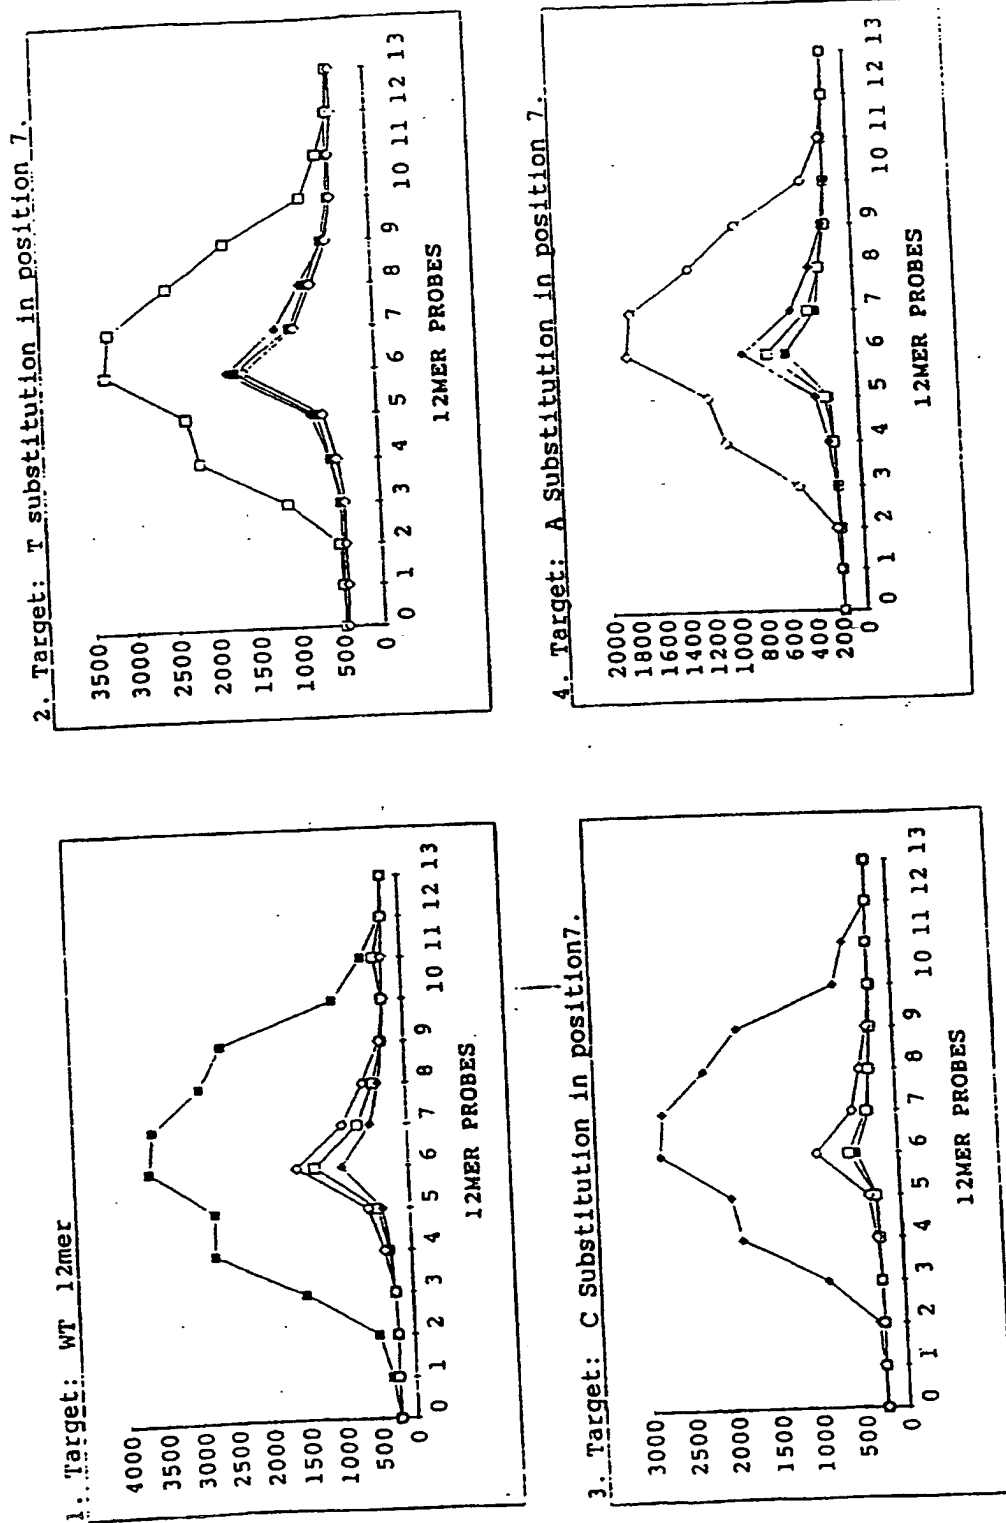 1. Target: WT 12mer
4000
3500
3000
2500
2000
1500
1000
500
0
0 1 2 3 4 5 6 7 8 9 10 11 12 13
12MER PROBES
2. Target: T substitution in position 7.
3500
3000
2500
2000
1500
1000
500
0
0 1 2 3 4 5 6 7 8 9 10 11 12 13
12MER PROBES
3. Target: C Substitution in position7.
3000
2500
2000
1500
1000
500
0
0 1 2 3 4 5 6 7 8 9 10 11 12 13
12MER PROBES
4. Target: A Substitution in position 7.
2000
1800
1600
1400
1200
1000
800
600
400
200
0
0 1 2 3 4 5 6 7 8 9 10 11 12 13
12MER PROBES